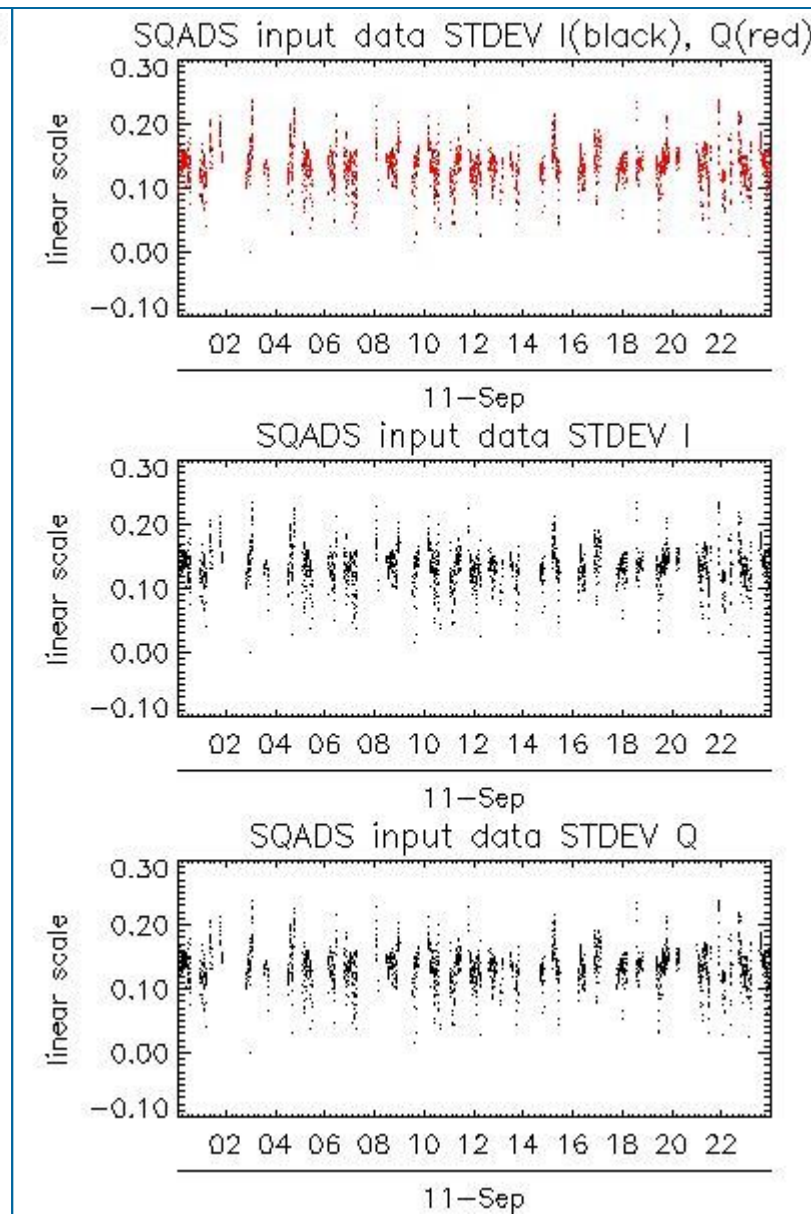 SQADS input data STDEV I(black), Q(red)
0.30
0.20
0.10
0.00
-0.10
linear scale
02 04 06 08 10 12 14 16 18 20 22
11-Sep
SQADS input data STDEV I
0.30
0.20
0.10
0.00
-0.10
linear scale
02 04 06 08 10 12 14 16 18 20 22
11-Sep
SQADS input data STDEV Q
0.30
0.20
0.10
0.00
-0.10
linear scale
02 04 06 08 10 12 14 16 18 20 22
11-Sep